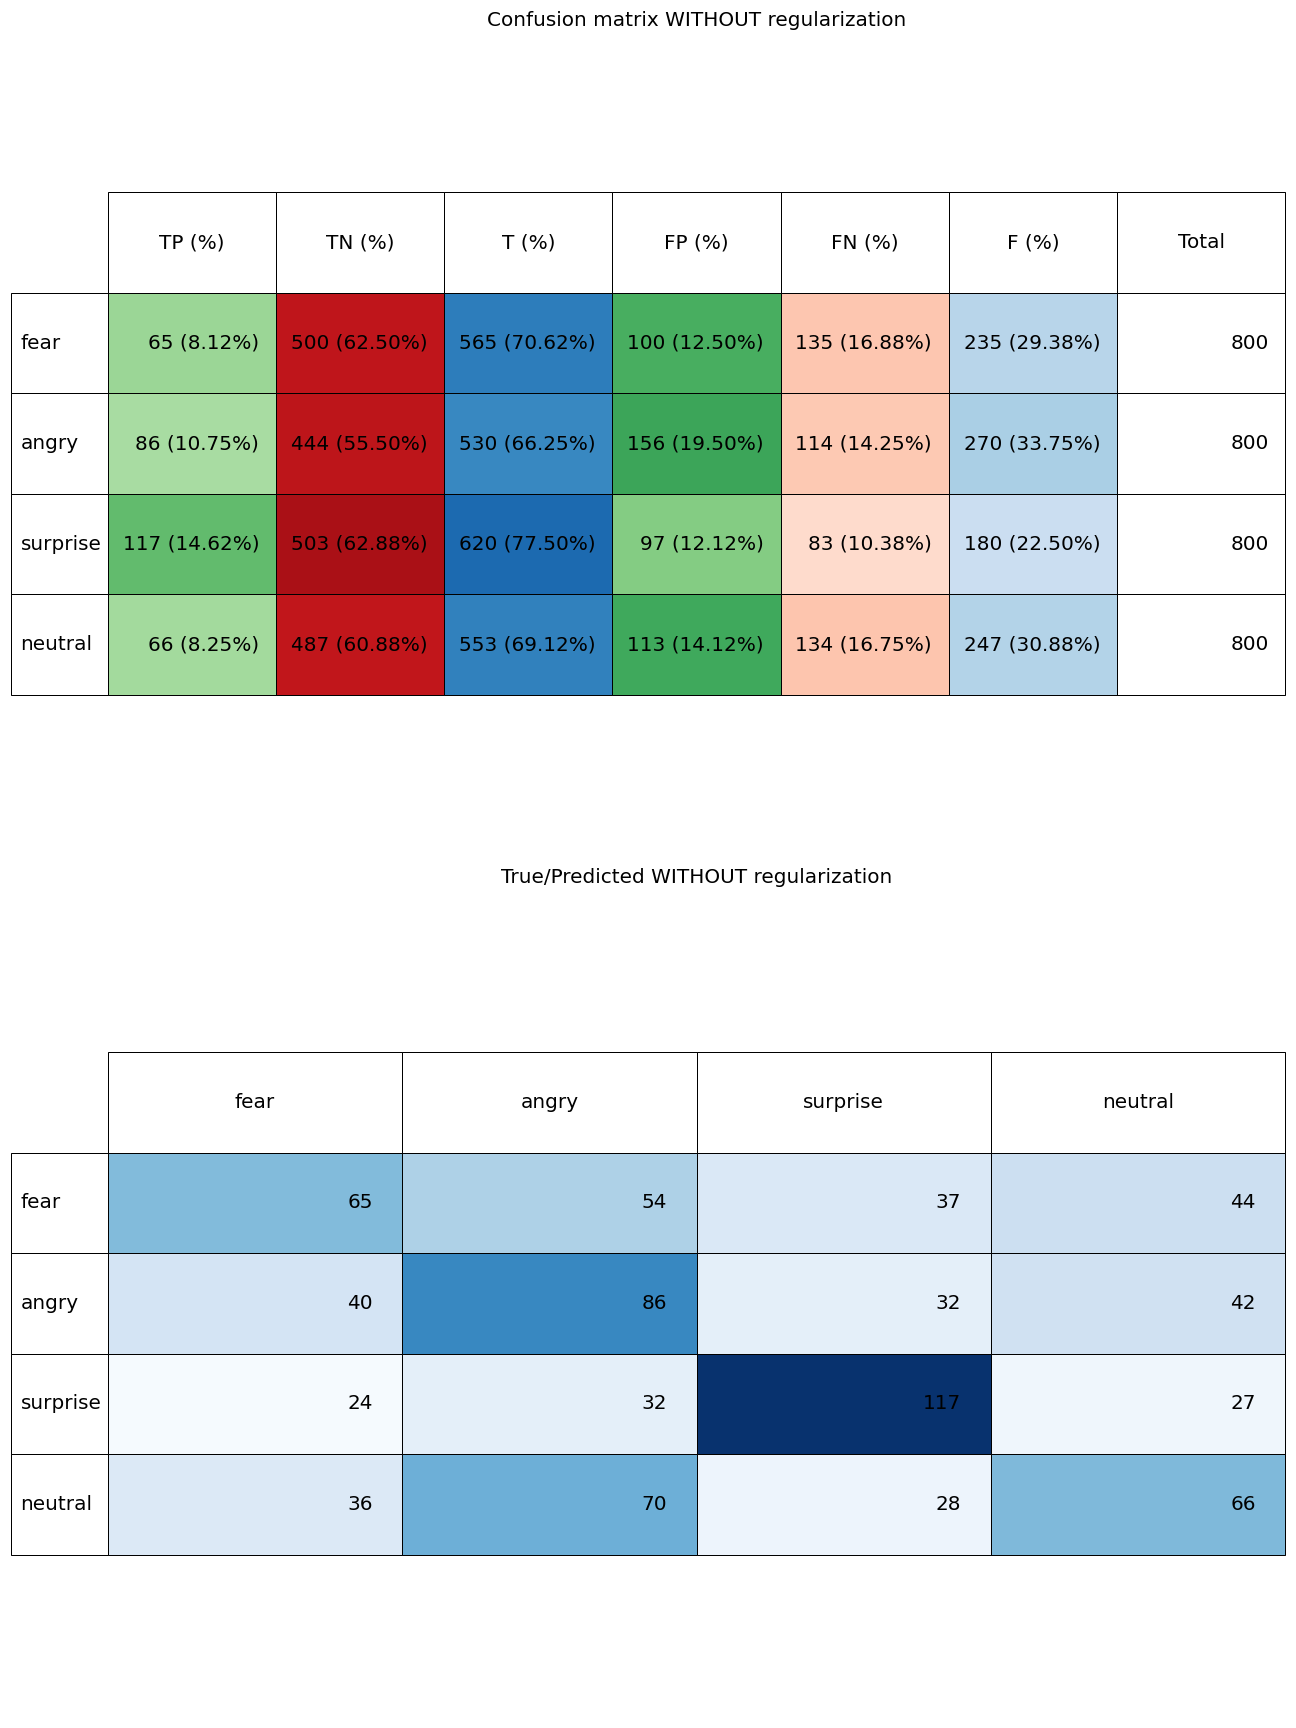 Confusion matrix WITHOUT regularization
TP (%) TN (%) T (%) FP (%) FN (%) F (%) Total
fear 65 (8.12%) 500 (62.50%) 565 (70.62%) 100 (12.50%) 135 (16.88%) 235 (29.38%) 800
angry 86 (10.75%) 444 (55.50%) 530 (66.25%) 156 (19.50%) 114 (14.25%) 270 (33.75%) 800
surprise 117 (14.62%) 503 (62.88%) 620 (77.50%) 97 (12.12%) 83 (10.38%) 180 (22.50%) 800
neutral 66 (8.25%) 487 (60.88%) 553 (69.12%) 113 (14.12%) 134 (16.75%) 247 (30.88%) 800
True/Predicted WITHOUT regularization
fear angry surprise neutral
fear 65 54 37 44
angry 40 86 32 42
surprise 24 32 117 27
neutral 36 70 28 66